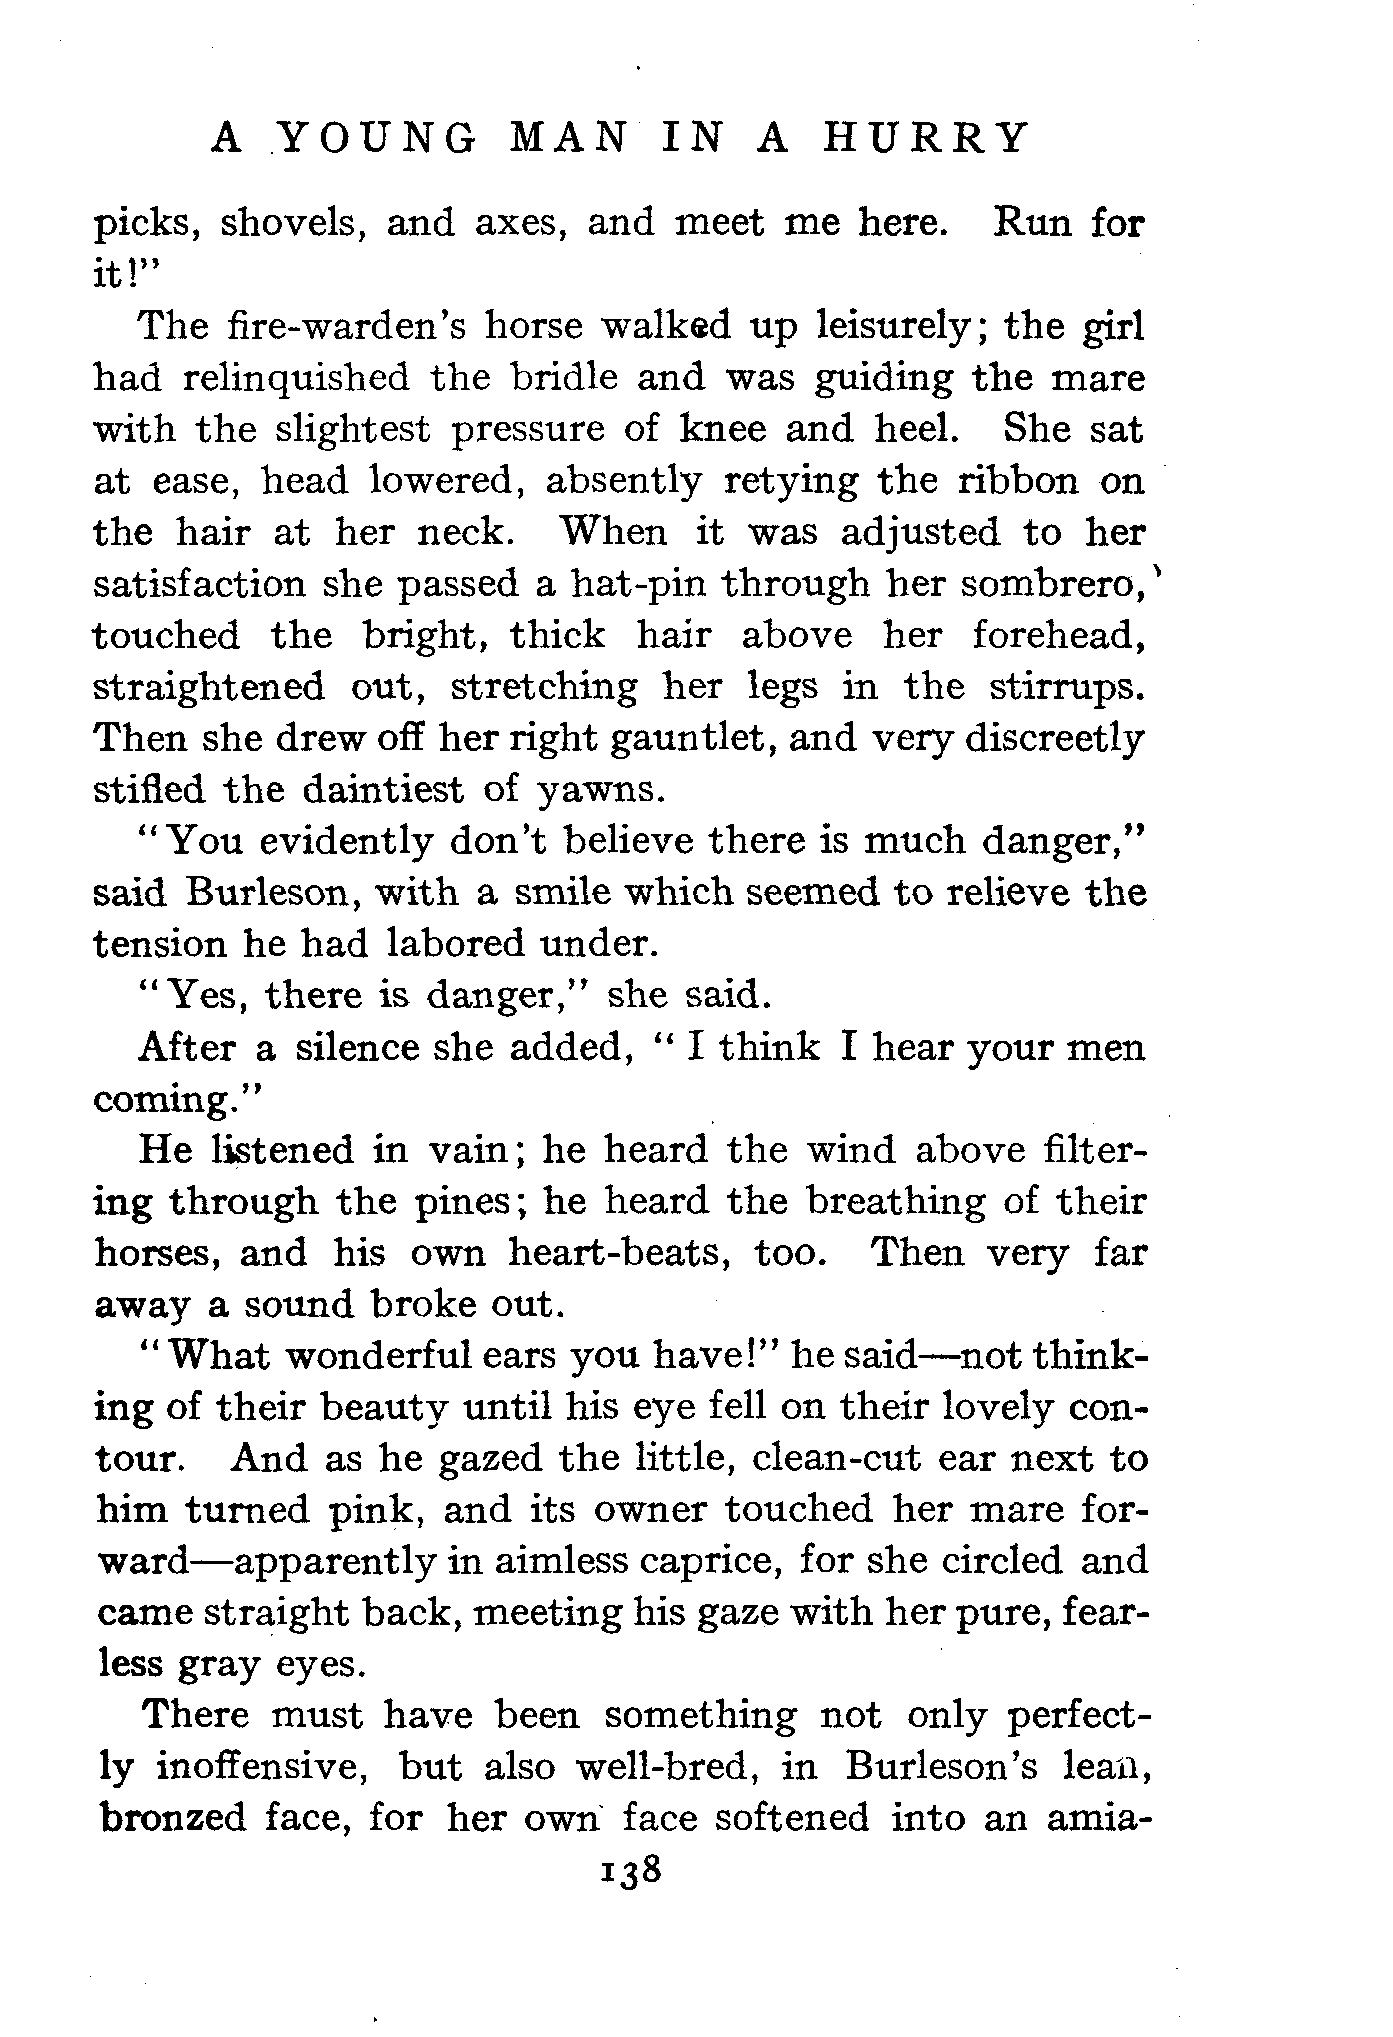 A YOUNG MAN IN A HURRY
picks, shovels, and axes, and meet me here. Run for
it!"
The fire-warden's horse walked up leisurely; the girl
had relinquished the bridle and was guiding the mare
with the slightest pressure of knee and heel. She sat
at ease, head lowered, absently retying the ribbon on
the hair at her neck. When it was adjusted to her
satisfaction she passed a hat-pin through her sombrero,
touched the bright, thick hair above her forehead,
straightened out, stretching her legs in the stirrups.
Then she drew off her right gauntlet, and very discreetly
stifled the daintiest of yawns.
"You evidently don't believe there is much danger,"
said Burleson, with a smile which seemed to relieve the
tension he had labored under.
"Yes, there is danger," she said.
After a silence she added, "I think I hear your men
coming."
He listened in vain; he heard the wind above filter-
ing through the pines; he heard the breathing of their
horses, and his own heart-beats, too. Then very far
away a sound broke out.
"What wonderful ears you have!" he said—not think-
ing of their beauty until his eye fell on their lovely con-
tour. And as he gazed the little, clean-cut ear next to
him turned pink, and its owner touched her mare for-
ward—apparently in aimless caprice, for she circled and
came straight back, meeting his gaze with her pure, fear-
less gray eyes.
There must have been something not only perfect-
ly inoffensive, but also well-bred, in Burleson's lean,
bronzed face, for her own face softened into an amia-
138